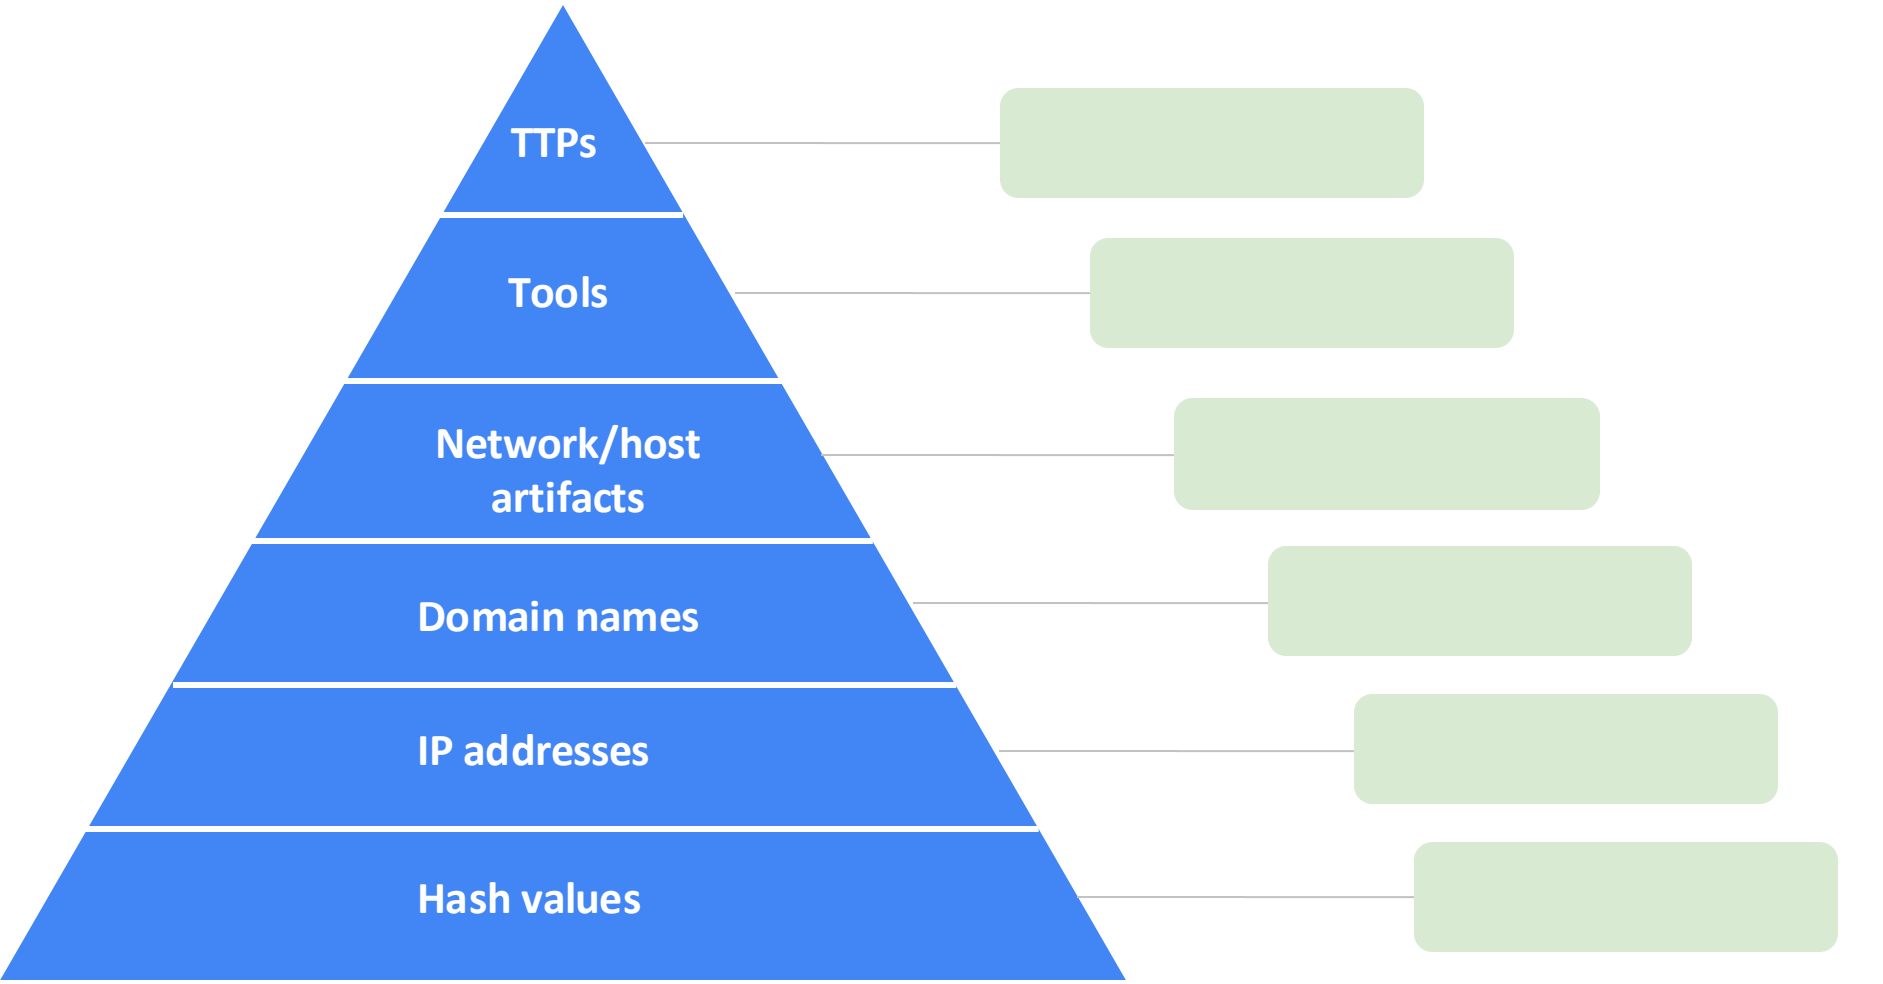 TTPs
Tools
Network/host
artifacts
Domain names
IP addresses
Hash values